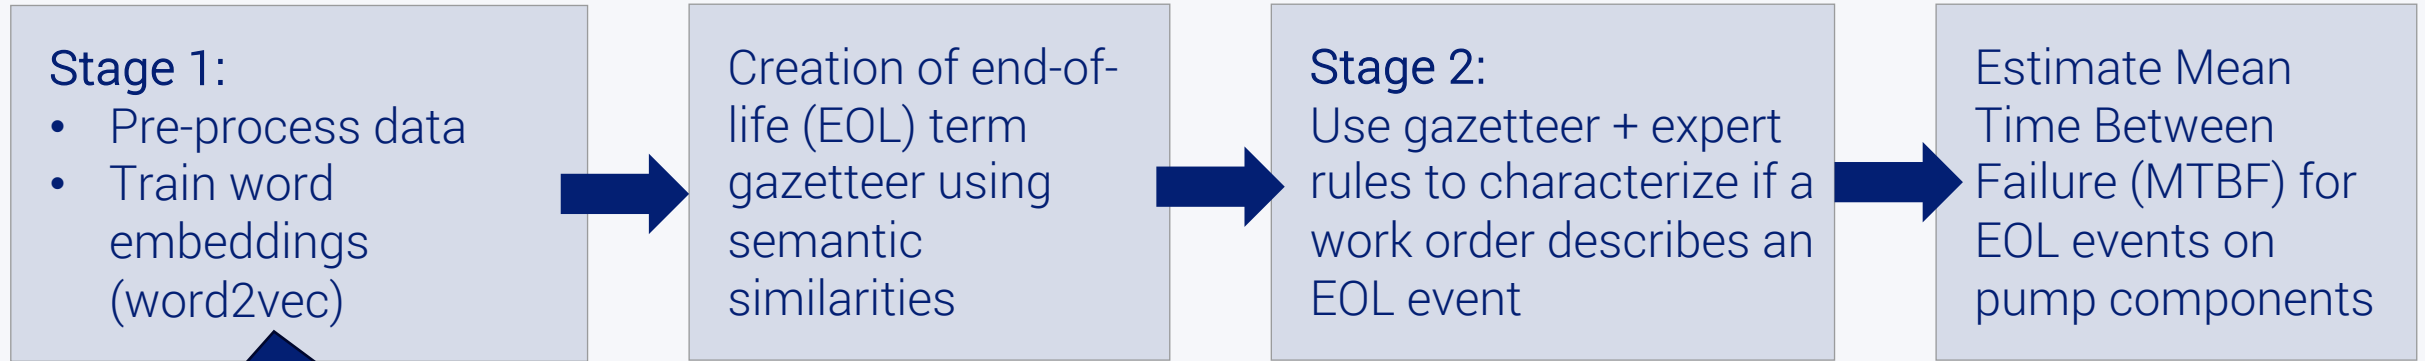 Stage 1:
• Pre-process data
• Train word
embeddings
(word2vec)
Creation of end-of-
life (EOL) term
gazetteer using
semantic
similarities
Stage 2:
Use gazetteer + expert
rules to characterize if a
work order describes an
EOL event
Estimate Mean
Time Between
Failure (MTBF) for
EOL events on
pump components